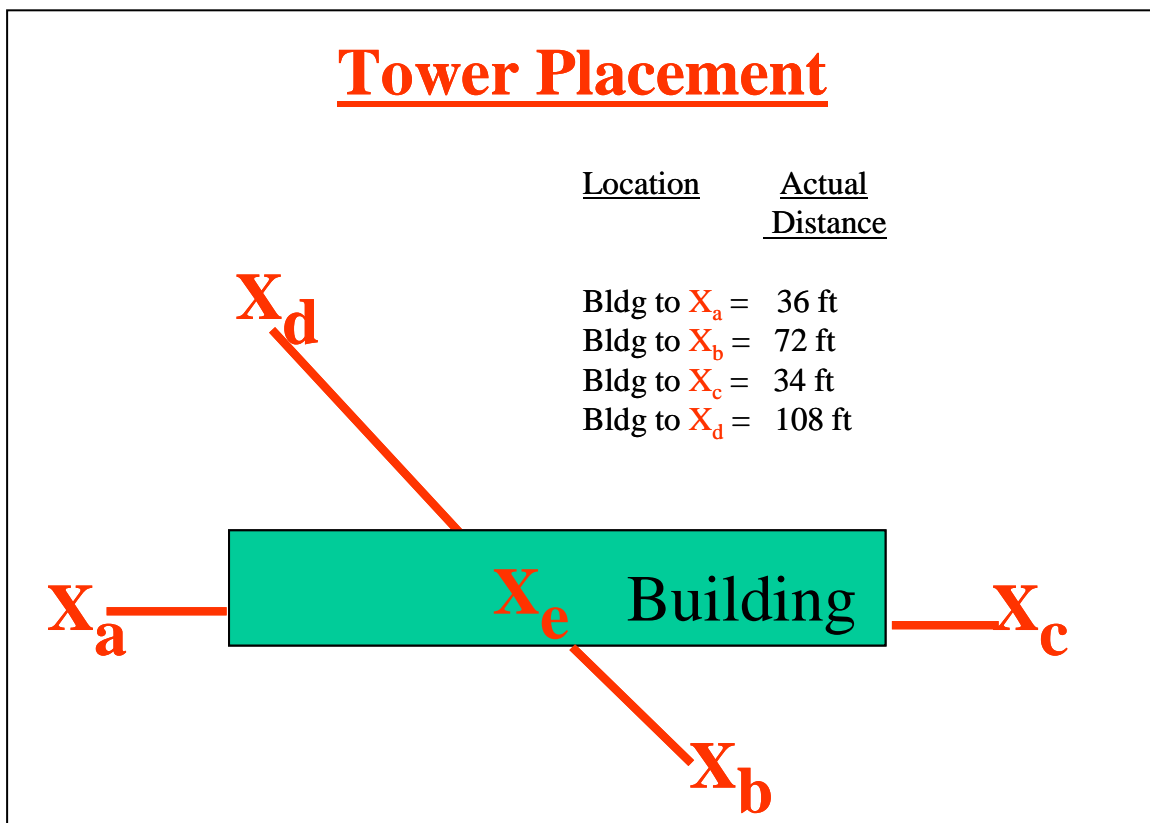 Tower Placement
Location Actual
Distance
Bldg to Xa = 36 ft
Bldg to Xb = 72 ft
Bldg to Xc = 34 ft
Bldg to Xd = 108 ft
Xd
Xa
Xe
Building
Xc
Xb